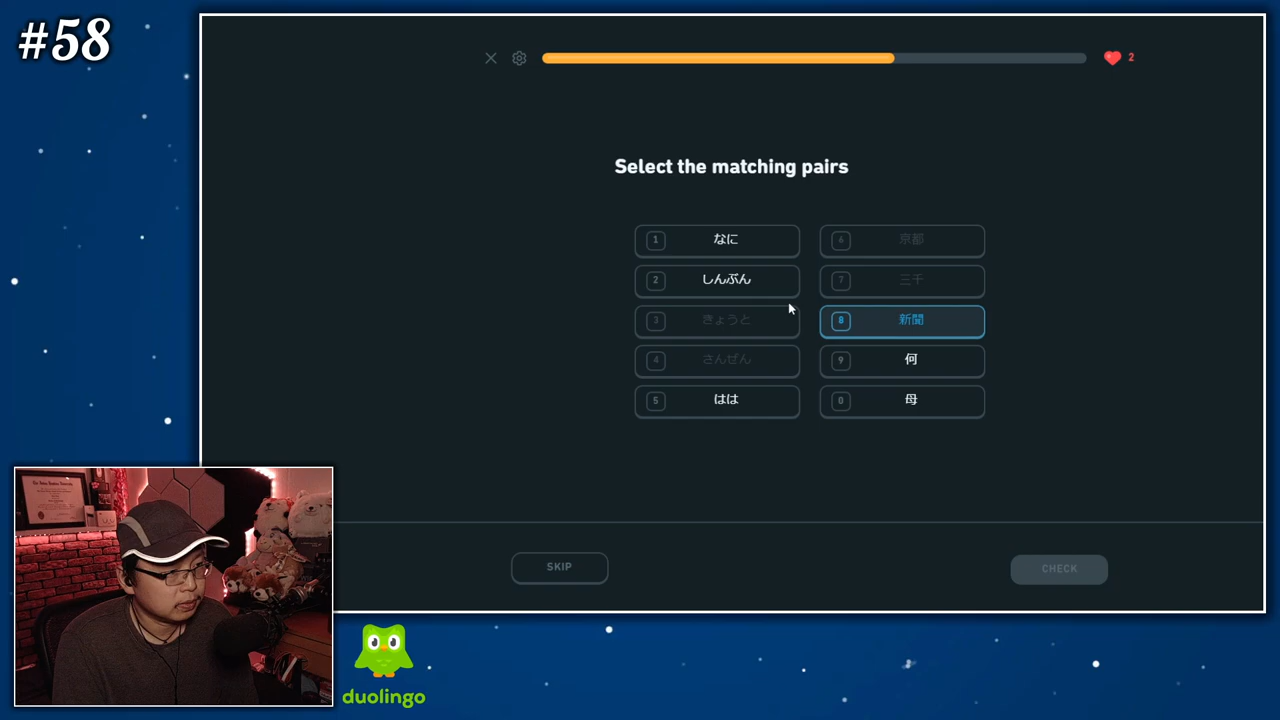 #58
2
Select the matching pairs
1 なに
6 京都
2 しんぶん
7 三千
3 きょうと
8 新聞
4 さんぜん
9 何
5 はは
0 母
SKIP
CHECK
duolingo